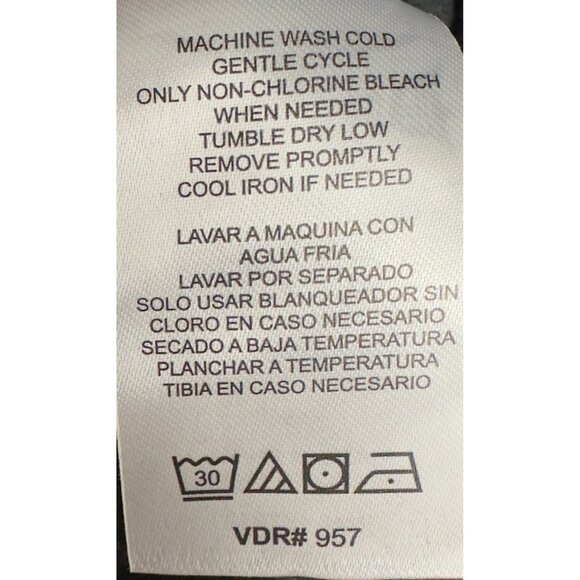 MACHINE WASH COLD
GENTLE CYCLE
ONLY NON-CHLORINE BLEACH
WHEN NEEDED
TUMBLE DRY LOW
REMOVE PROMPTLY
COOL IRON IF NEEDED
LAVAR A MAQUINA CON
AGUA FRIA
LAVAR POR SEPARADO
SOLO USAR BLANQUEADOR SIN
CLORO EN CASO NECESARIO
SECADO A BAJA TEMPERATURA
PLANCHAR A TEMPERATURA
TIBIA EN CASO NECESARIO
30
VDR# 957